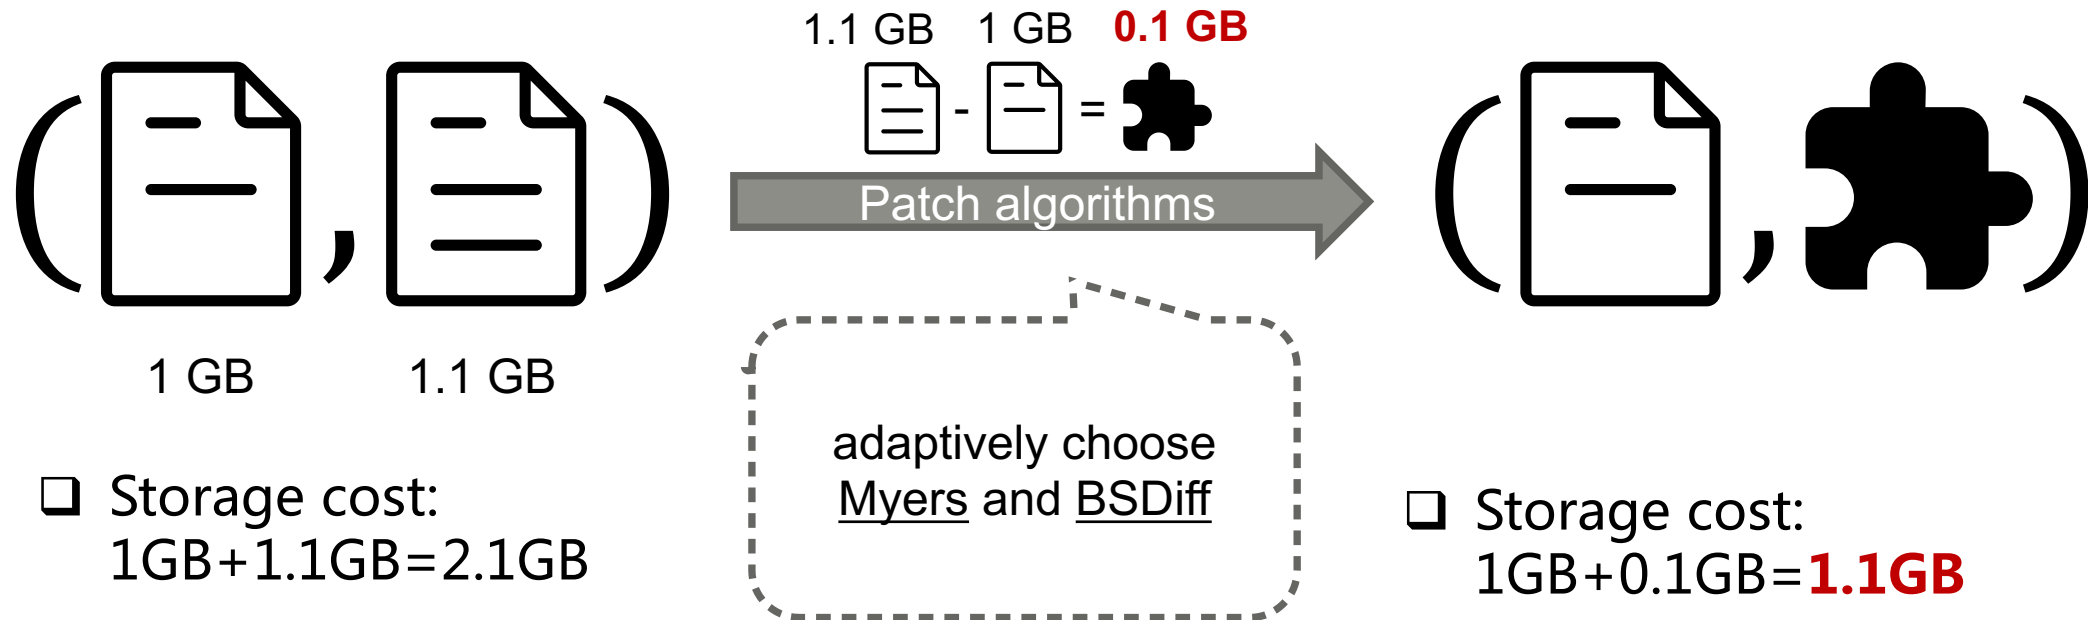 1.1 GB 1 GB 0.1 GB
( , )
- =
Patch algorithms
( , )
1 GB 1.1 GB
adaptively choose
Myers and BSDiff
Storage cost:
1GB+1.1GB=2.1GB
Storage cost:
1GB+0.1GB=1.1GB